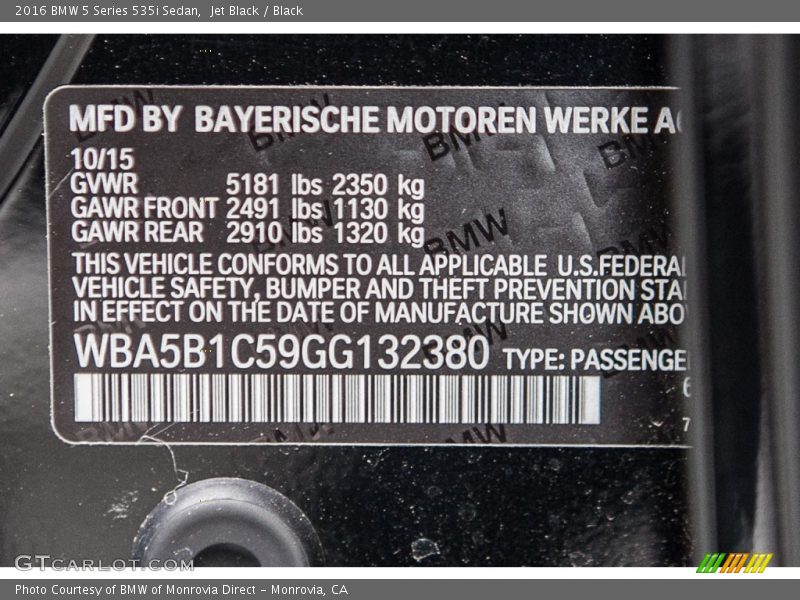 2016 BMW 5 Series 535i Sedan, Jet Black / Black
MFD BY BAYERISCHE MOTOREN WERKE AG
10/15
GVWR 5181 lbs 2350 kg
GAWR FRONT 2491 lbs 1130 kg
GAWR REAR 2910 lbs 1320 kg
THIS VEHICLE CONFORMS TO ALL APPLICABLE U.S.FEDERAL
VEHICLE SAFETY, BUMPER AND THEFT PREVENTION STA
IN EFFECT ON THE DATE OF MANUFACTURE SHOWN ABO
WBA5B1C59GG132380 TYPE: PASSENGE
GTcarlot.com
Photo Courtesy of BMW of Monrovia Direct - Monrovia, CA